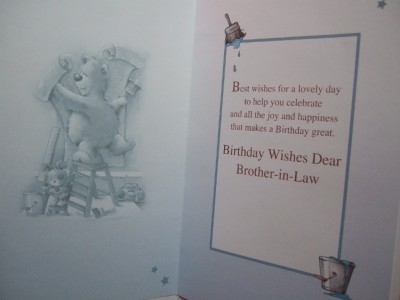 Best wishes for a lovely day
to help you celebrate
and all the joy and happiness
that makes a Birthday great.
Birthday Wishes Dear
Brother-in-Law